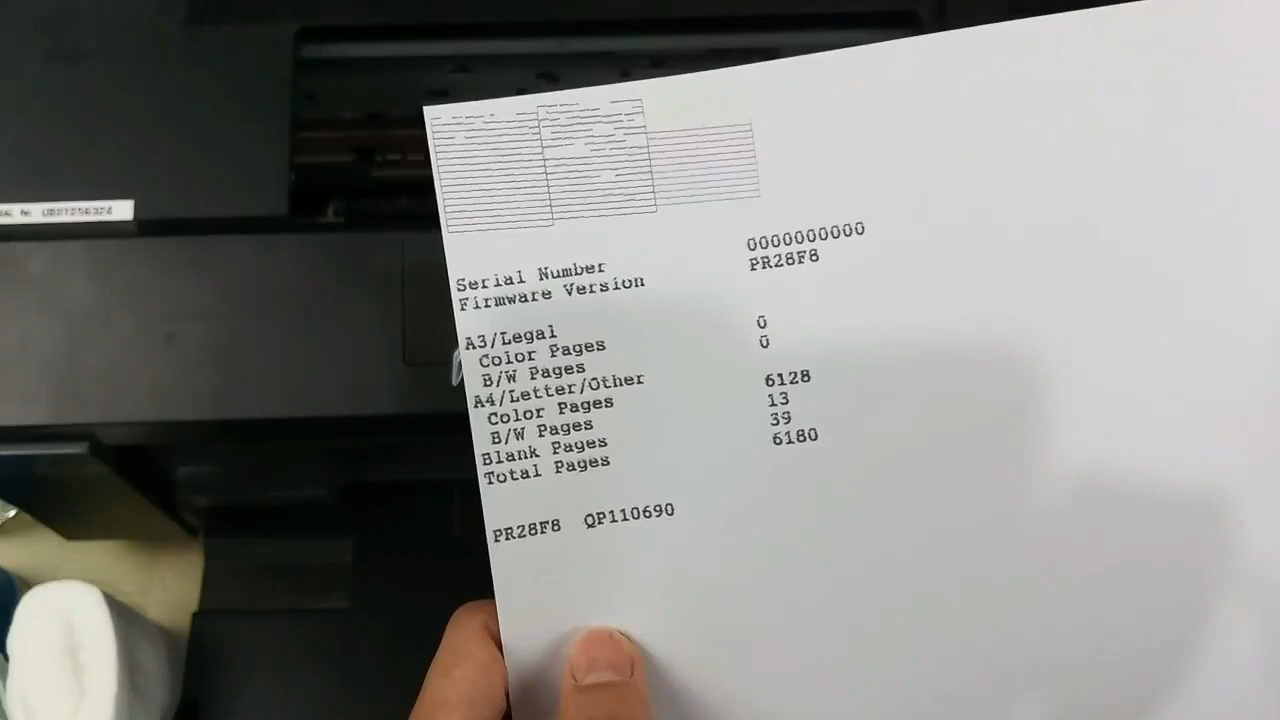 Serial Number 0000000000
Firmware Version PR28F8
A3/Legal
Color Pages 0
B/W Pages 0
A4/Letter/Other
Color Pages 6128
B/W Pages 13
Blank Pages 39
Total Pages 6180
PR28F8 QP110690